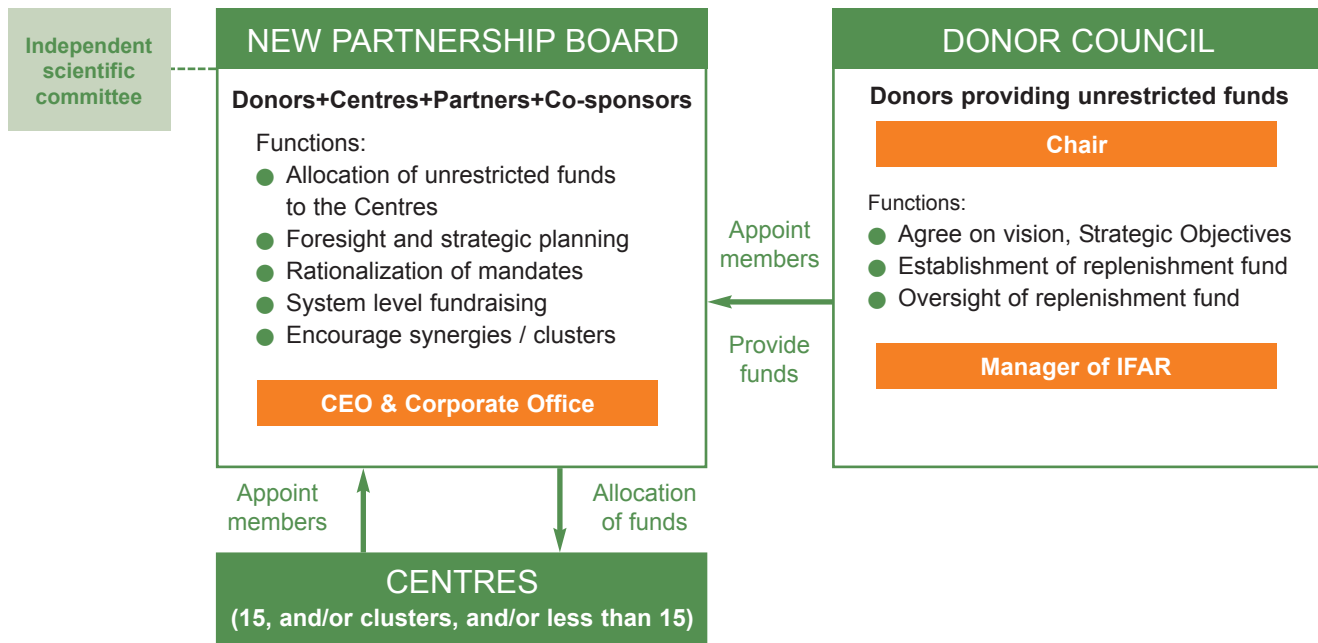 Independent
scientific
committee
NEW PARTNERSHIP BOARD
Donors+Centres+Partners+Co-sponsors
Functions:
Allocation of unrestricted funds
to the Centres
Foresight and strategic planning
Rationalization of mandates
System level fundraising
Encourage synergies / clusters
CEO & Corporate Office
Appoint
members
Provide
funds
DONOR COUNCIL
Donors providing unrestricted funds
Chair
Functions:
Agree on vision, Strategic Objectives
Establishment of replenishment fund
Oversight of replenishment fund
Manager of IFAR
Appoint
members
Allocation
of funds
CENTRES
(15, and/or clusters, and/or less than 15)